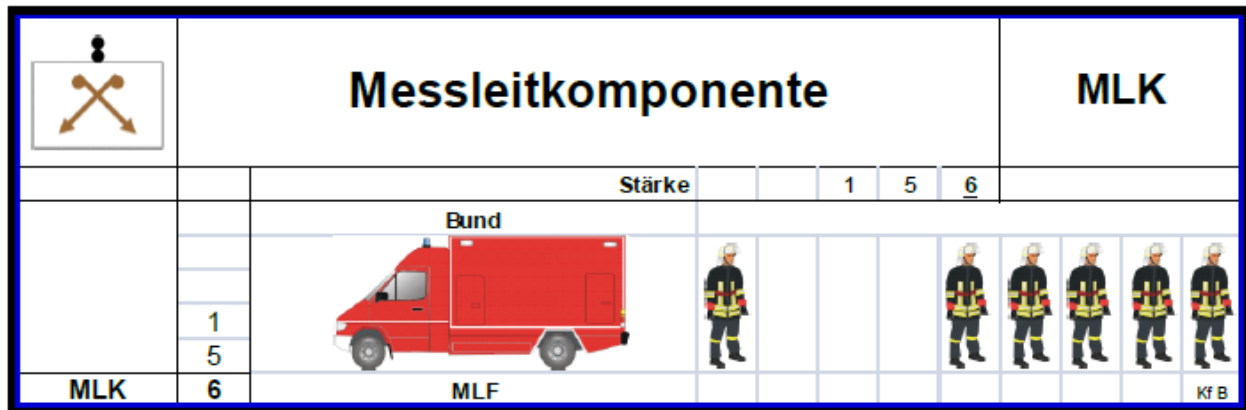 Messleitkomponente MLK
Stärke 1 5 6
Bund
1
5
MLK 6 MLF Kf B